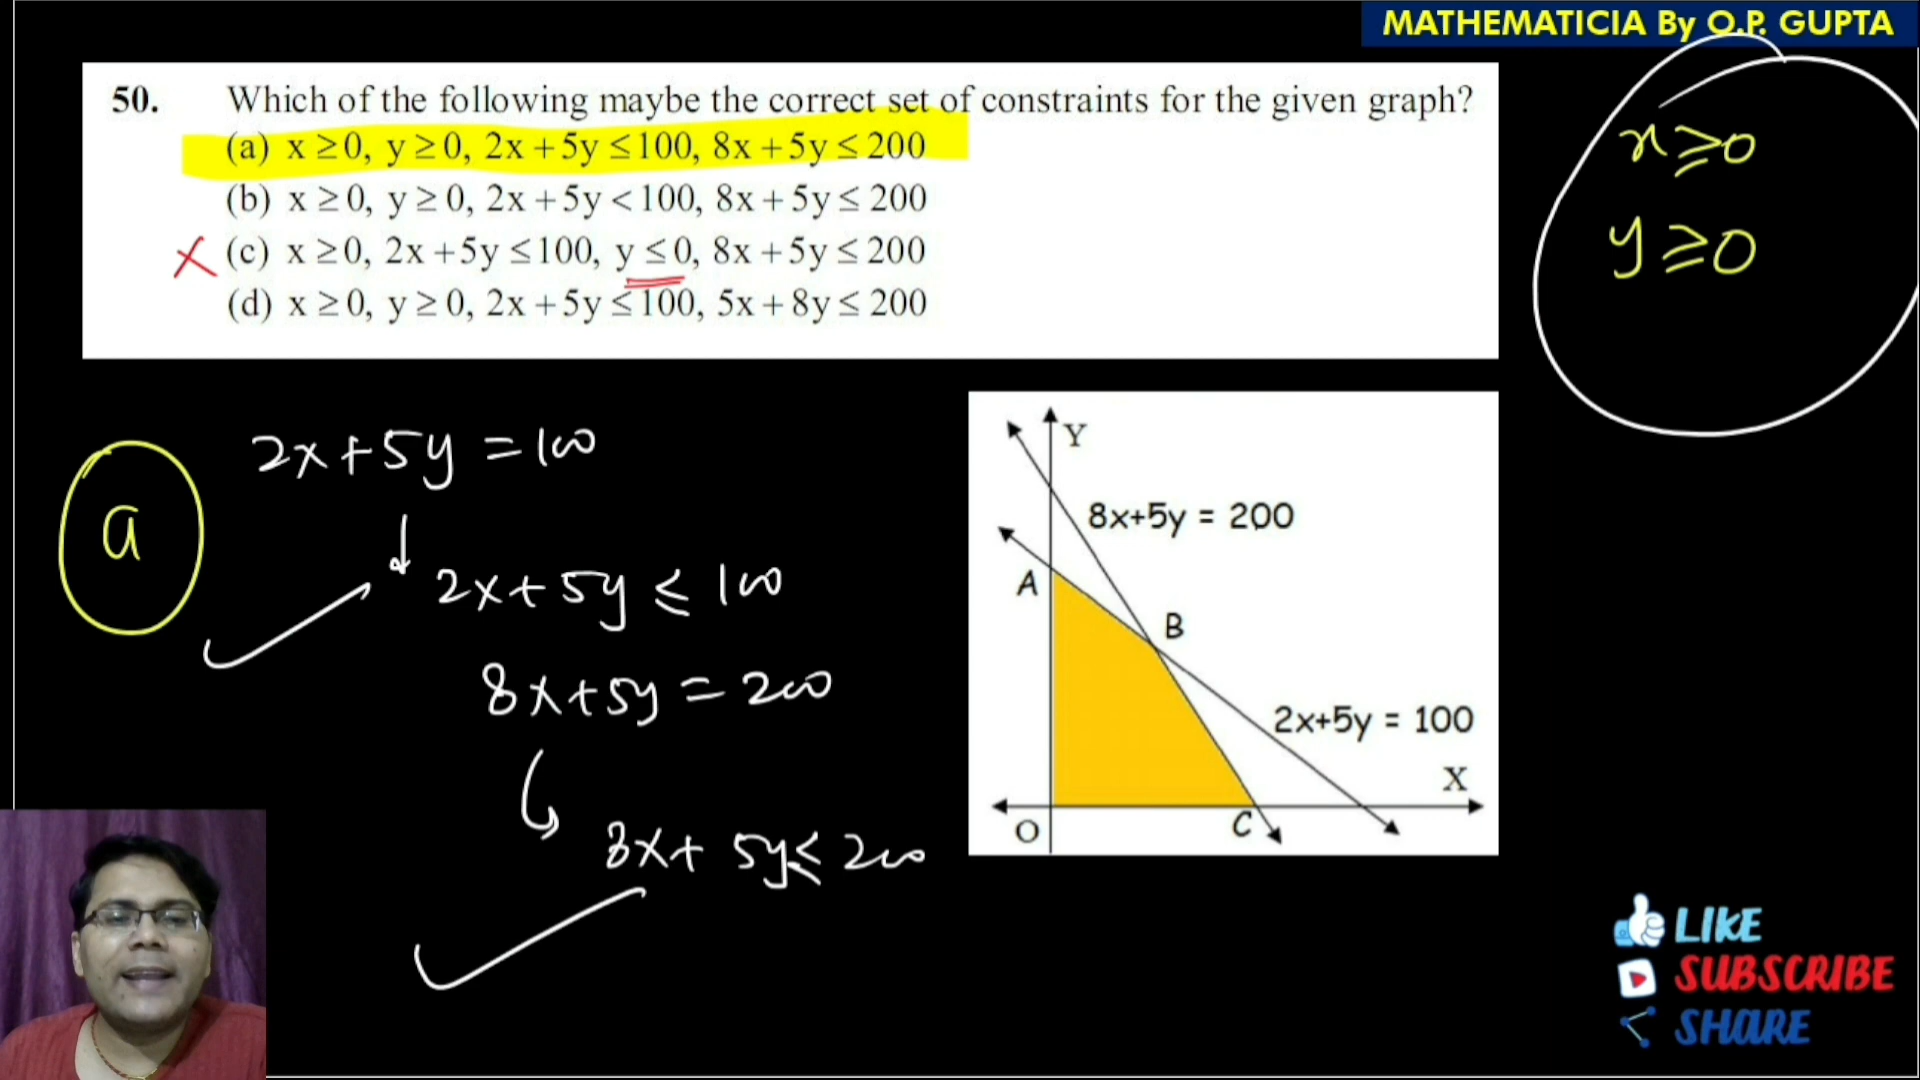 MATHEMATICIA By O.P. GUPTA
50. Which of the following maybe the correct set of constraints for the given graph?
(a) x ≥ 0, y ≥ 0, 2x + 5y ≤ 100, 8x + 5y ≤ 200
(b) x ≥ 0, y ≥ 0, 2x + 5y < 100, 8x + 5y ≤ 200
(c) x ≥ 0, 2x + 5y ≤ 100, y ≤ 0, 8x + 5y ≤ 200
(d) x ≥ 0, y ≥ 0, 2x + 5y ≤ 100, 5x + 8y ≤ 200
x ≥ 0
y ≥ 0
a
2x + 5y = 100
2x + 5y ≤ 100
8x + 5y = 200
8x + 5y ≤ 200
Y
8x+5y = 200
A
B
2x+5y = 100
X
O
C
LIKE
SUBSCRIBE
SHARE